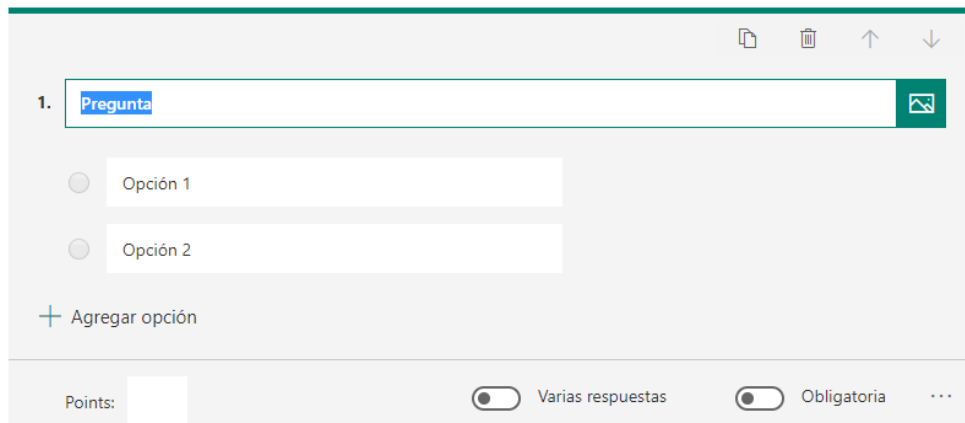 1. Pregunta
Opción 1
Opción 2
Agregar opción
Points: Varias respuestas Obligatoria ...